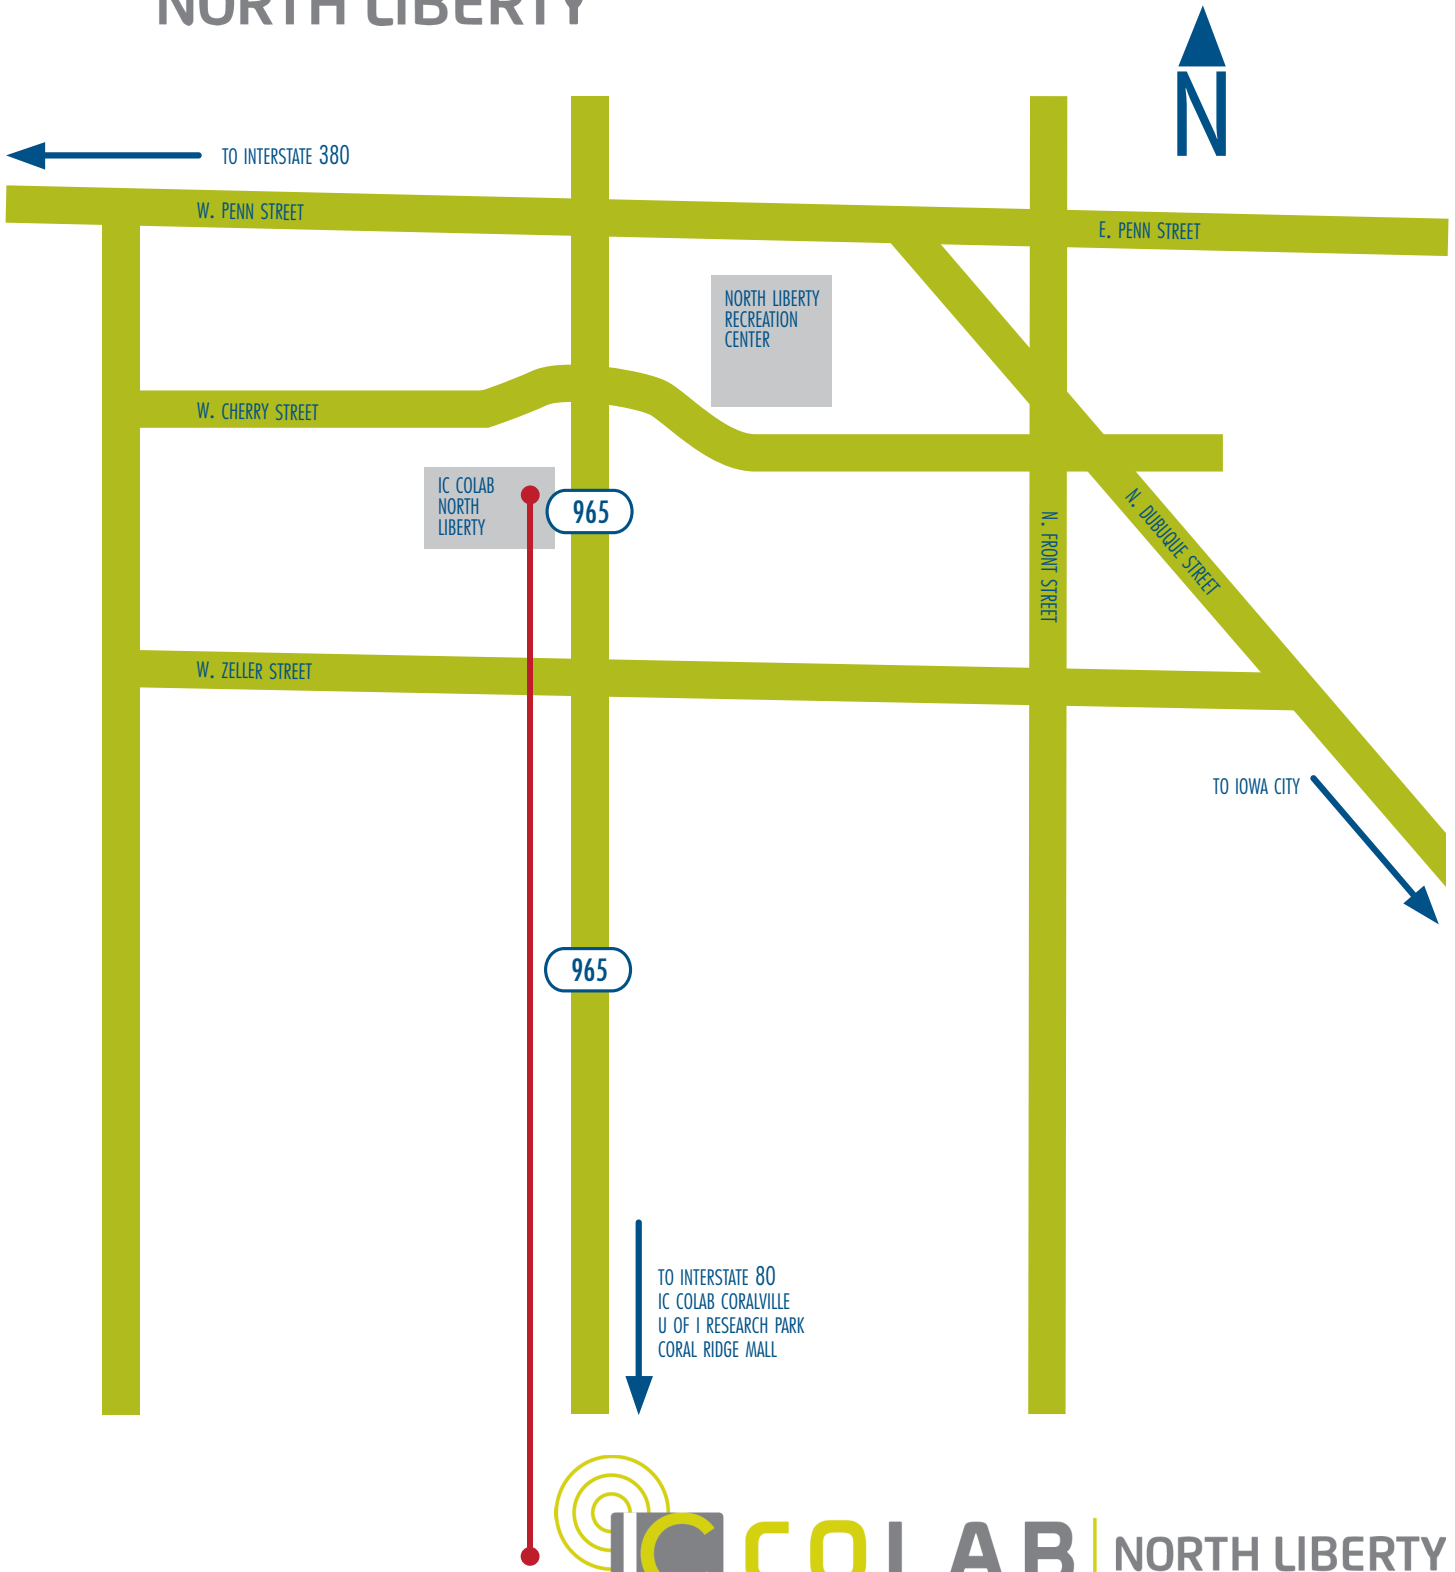 NORTH LIBERTY
N
TO INTERSTATE 380
W. PENN STREET
E. PENN STREET
NORTH LIBERTY
RECREATION
CENTER
W. CHERRY STREET
IC COLAB
NORTH
LIBERTY
965
N. FRONT STREET
N. DUBUQUE STREET
W. ZELLER STREET
TO IOWA CITY
965
TO INTERSTATE 80
IC COLAB CORALVILLE
U OF I RESEARCH PARK
CORAL RIDGE MALL
IC COLAB NORTH LIBERTY